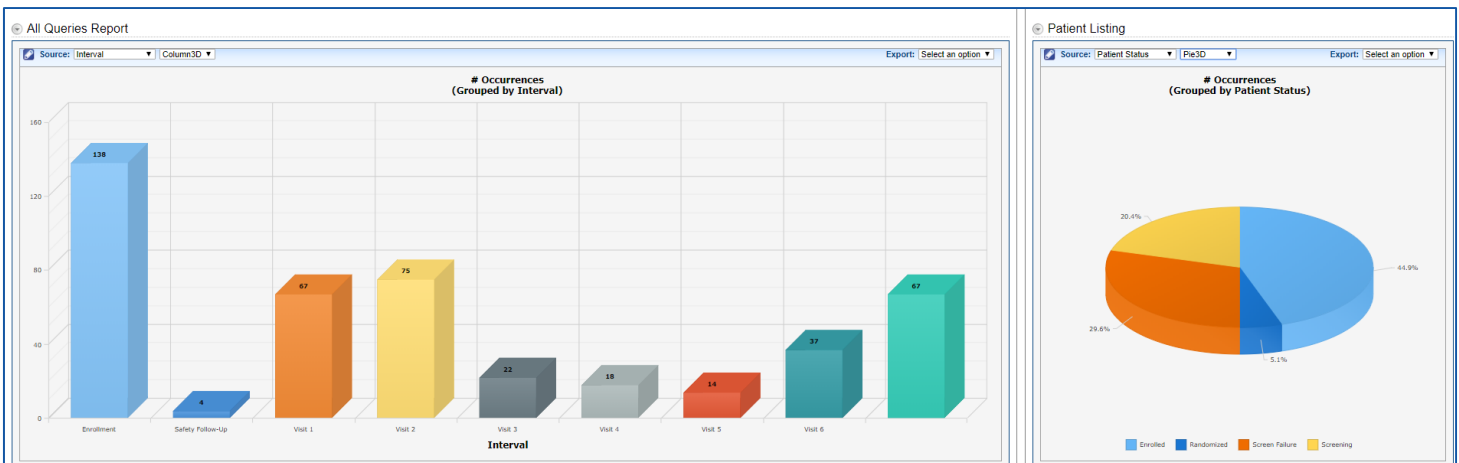 All Queries Report
Source: Interval Column3D Export: Select an option
# Occurrences
(Grouped by Interval)
160
120
80
40
0
138
4
67
75
22
18
14
37
67
Enrollment Safety Follow-Up Visit 1 Visit 2 Visit 3 Visit 4 Visit 5 Visit 6
Interval
Patient Listing
Source: Patient Status Pie3D Export: Select an option
# Occurrences
(Grouped by Patient Status)
20.4%
44.9%
29.6%
5.1%
Enrolled Randomized Screen Failure Screening